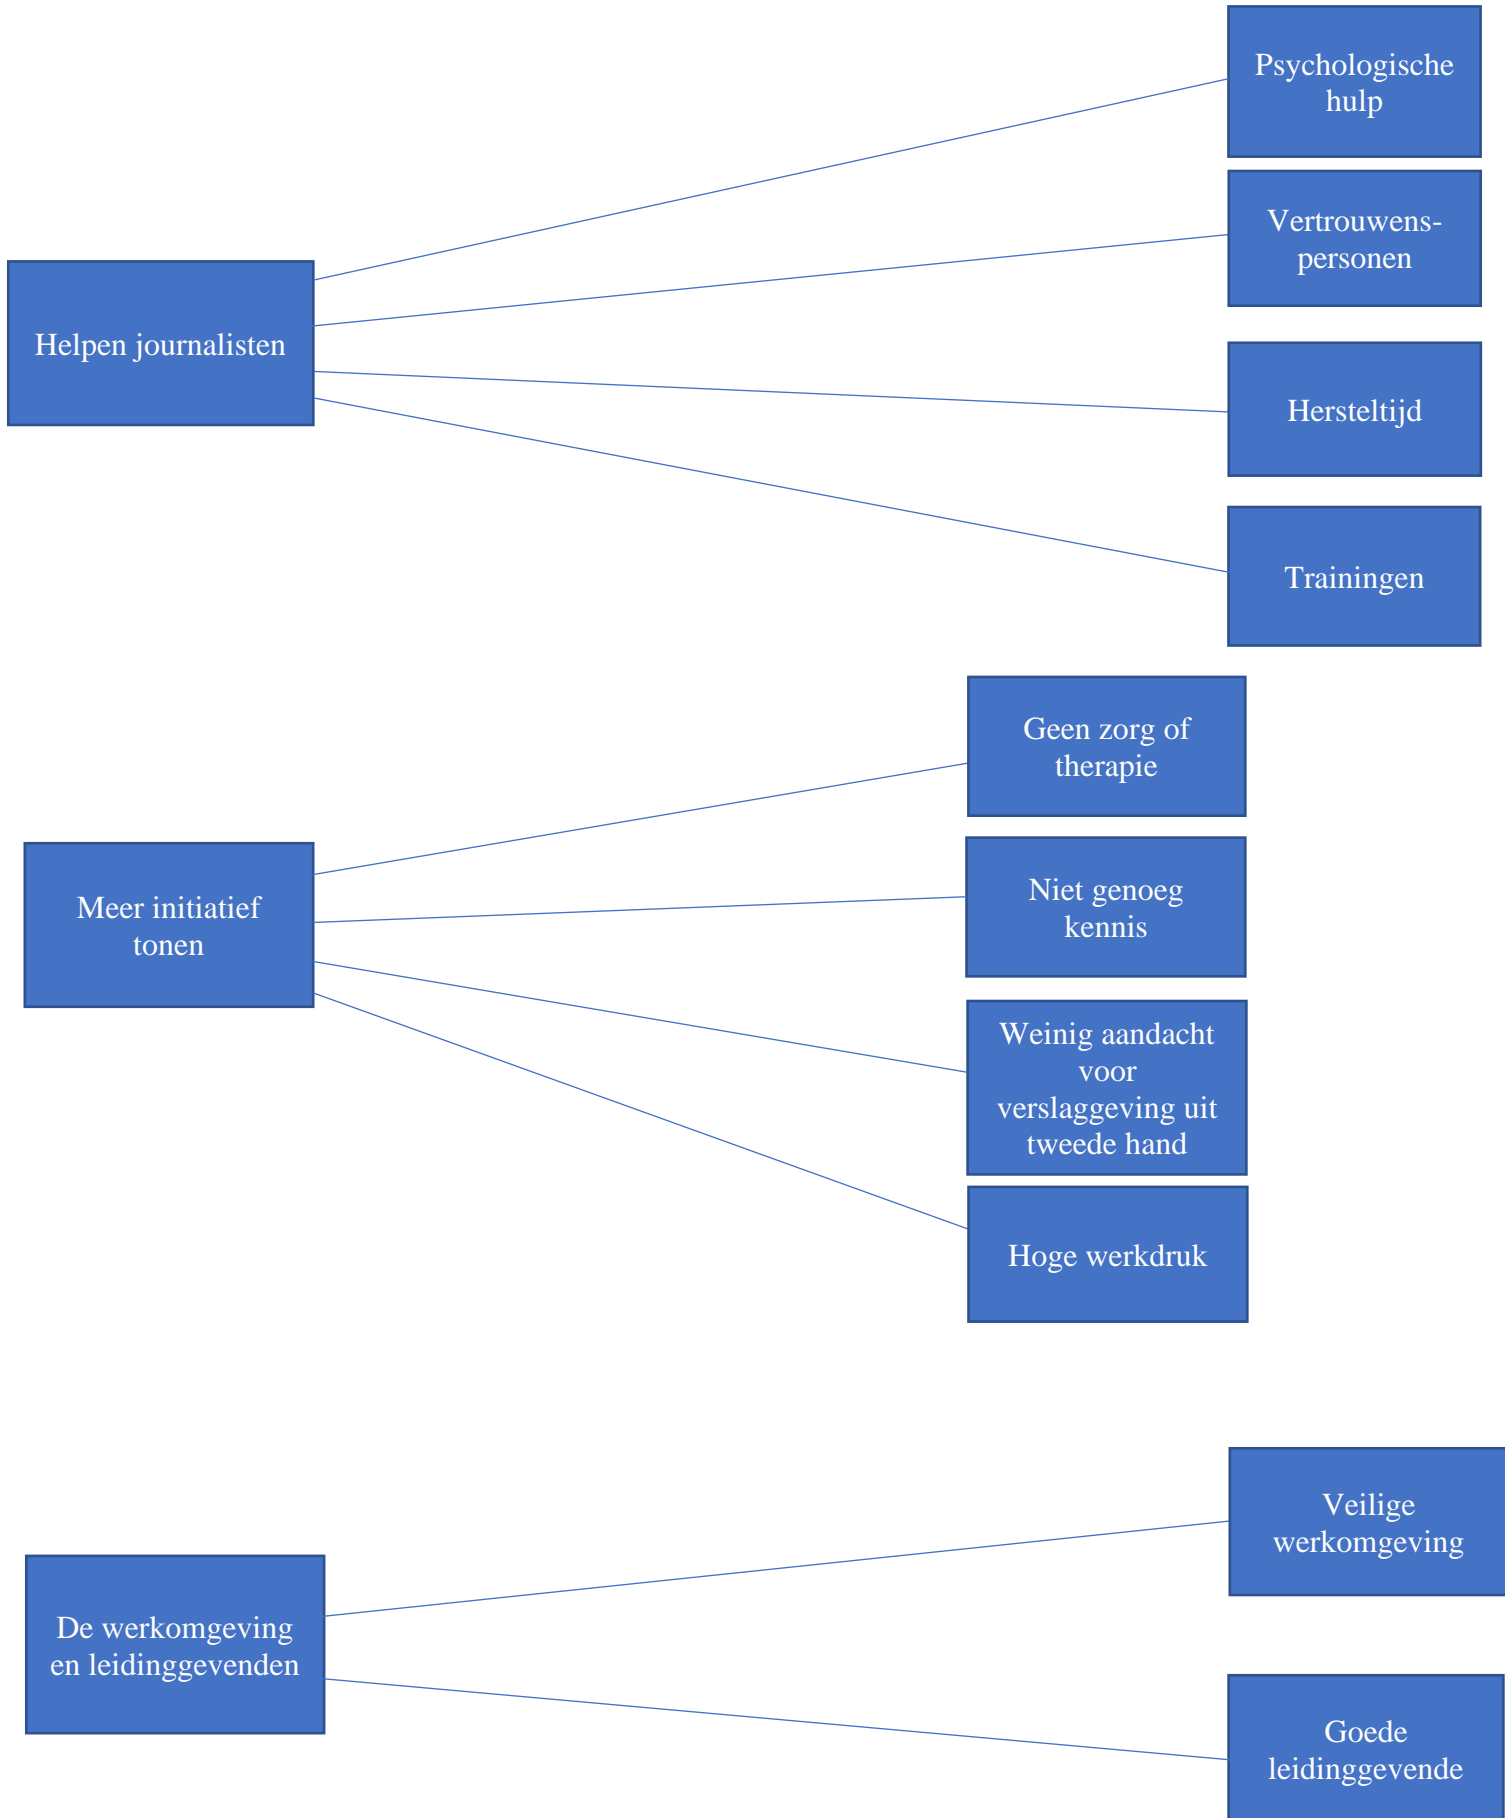 Helpen journalisten
Psychologische
hulp
Vertrouwens-
personen
Hersteltijd
Trainingen
Meer initiatief
tonen
Geen zorg of
therapie
Niet genoeg
kennis
Weinig aandacht
voor
verslaggeving uit
tweede hand
Hoge werkdruk
De werkomgeving
en leidinggevenden
Veilige
werkomgeving
Goede
leidinggevende